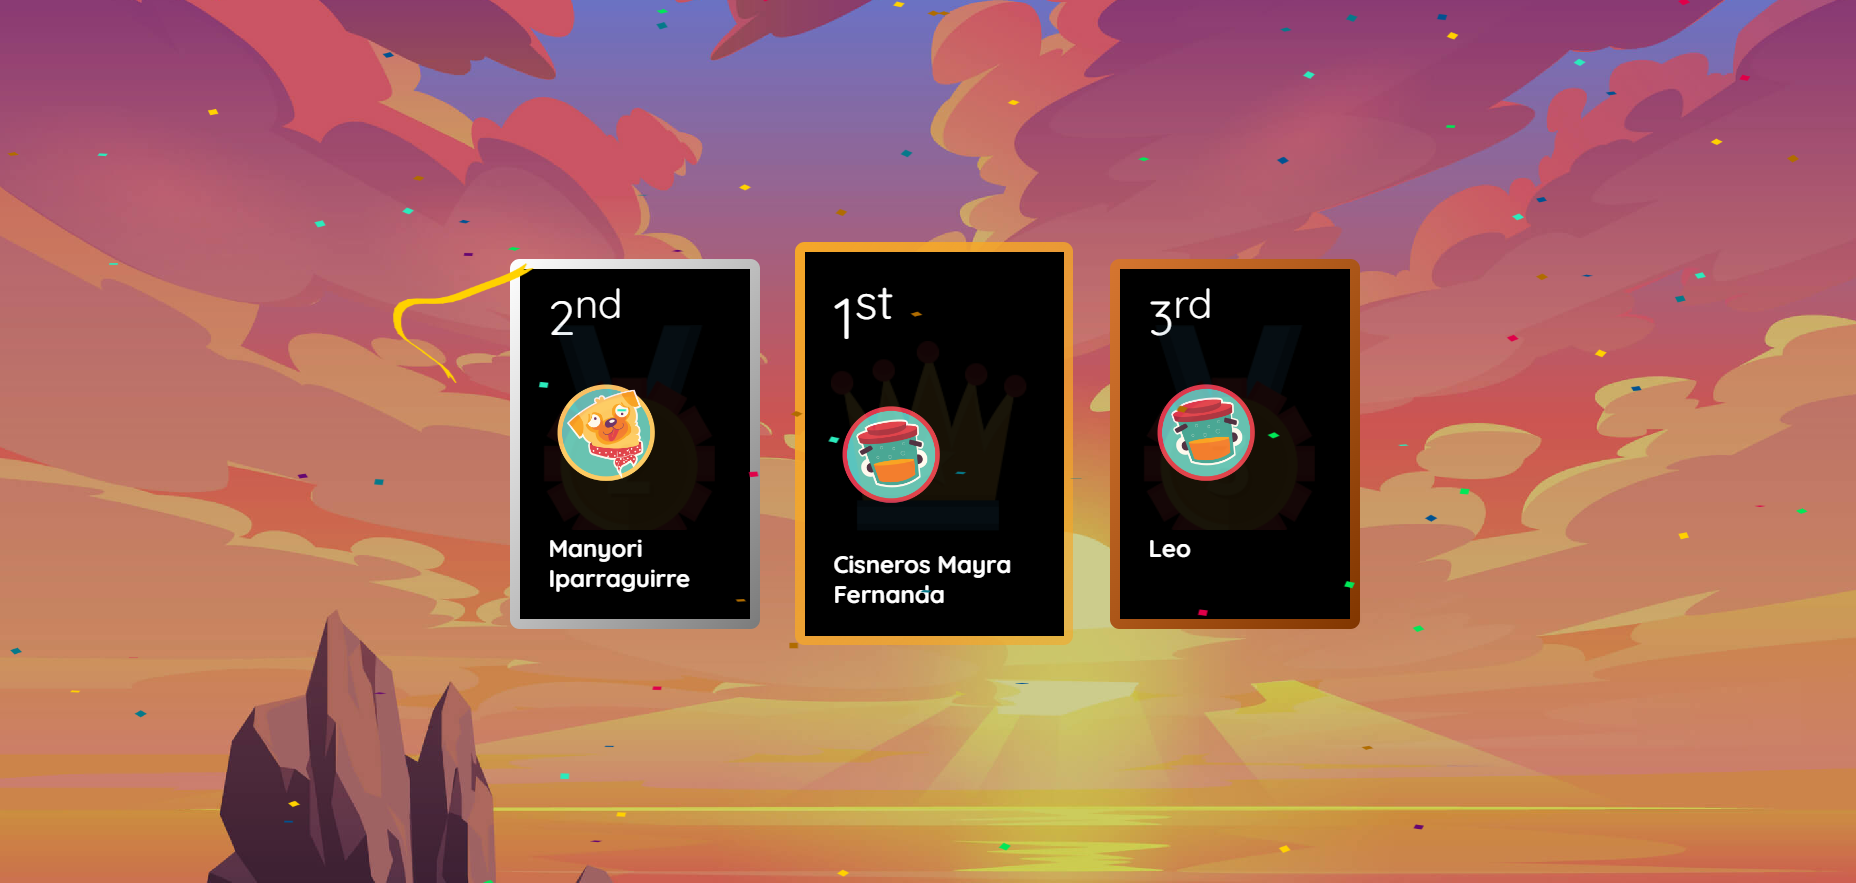 2nd
Manyori
Iparraguirre
1st
Cisneros Mayra
Fernanda
3rd
Leo